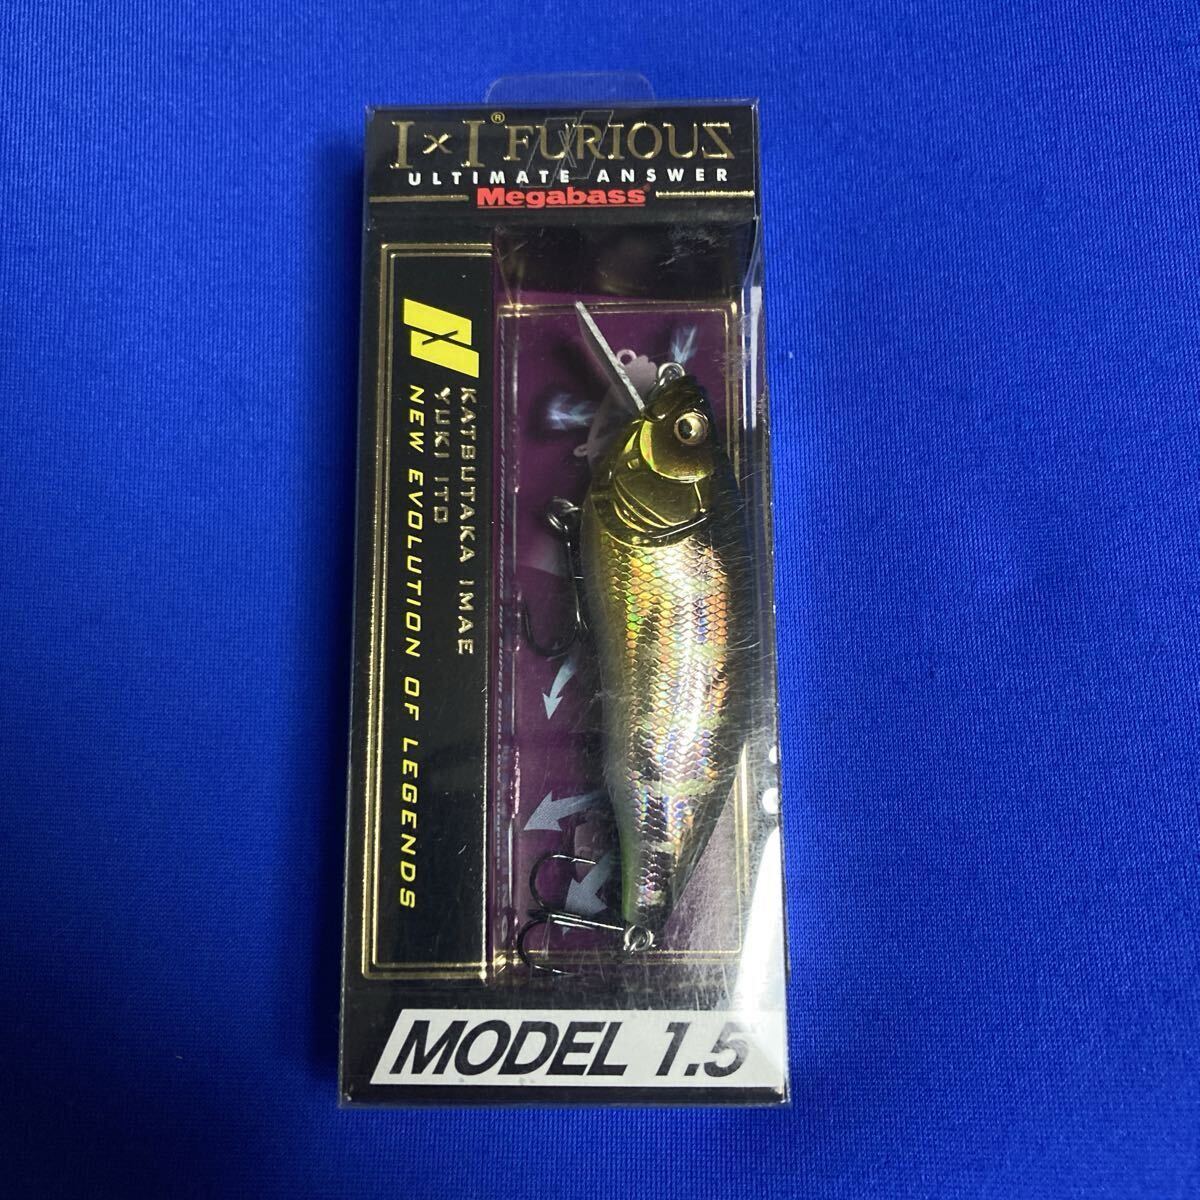 I×I® FURIOUS
ULTIMATE ANSWER
Megabass®
KATSUTAKA IMAE
YUKI ITO
NEW EVOLUTION OF LEGENDS
MODEL 1.5